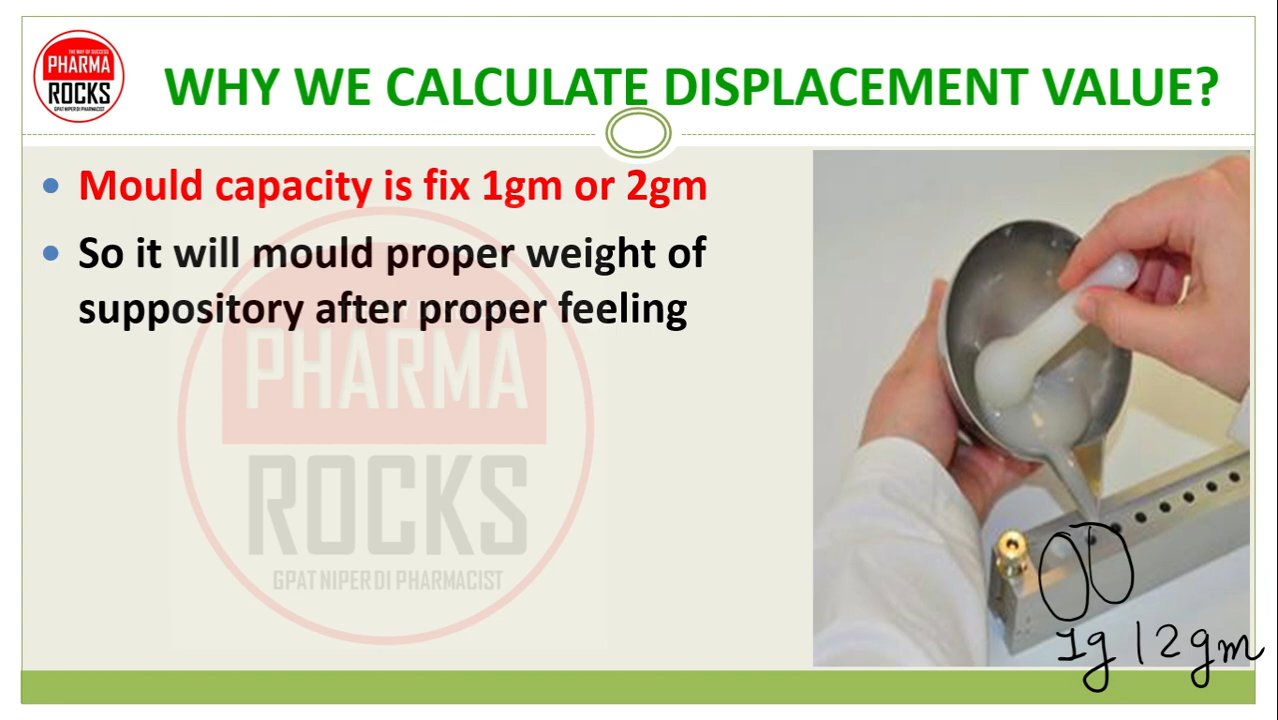 THE WAY OF SUCCESS
PHARMA
ROCKS
GPAT NIPER DI PHARMACIST
WHY WE CALCULATE DISPLACEMENT VALUE?
Mould capacity is fix 1gm or 2gm
So it will mould proper weight of
suppository after proper feeling
PHARMA
ROCKS
GPAT NIPER DI PHARMACIST
1g | 2gm